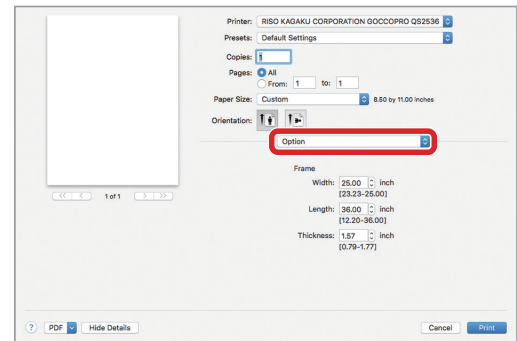 Printer: RISO KAGAKU CORPORATION GOCCOPRO QS2536
Presets: Default Settings
Copies: 1
Pages: All
From: 1 to: 1
Paper Size: Custom 8.50 by 11.00 inches
Orientation:
Option
Frame
Width: 25.00 inch
[23.23-25.00]
<< < 1 of 1 > >>
Length: 36.00 inch
[12.20-36.00]
Thickness: 1.57 inch
[0.79-1.77]
? PDF Hide Details Cancel Print